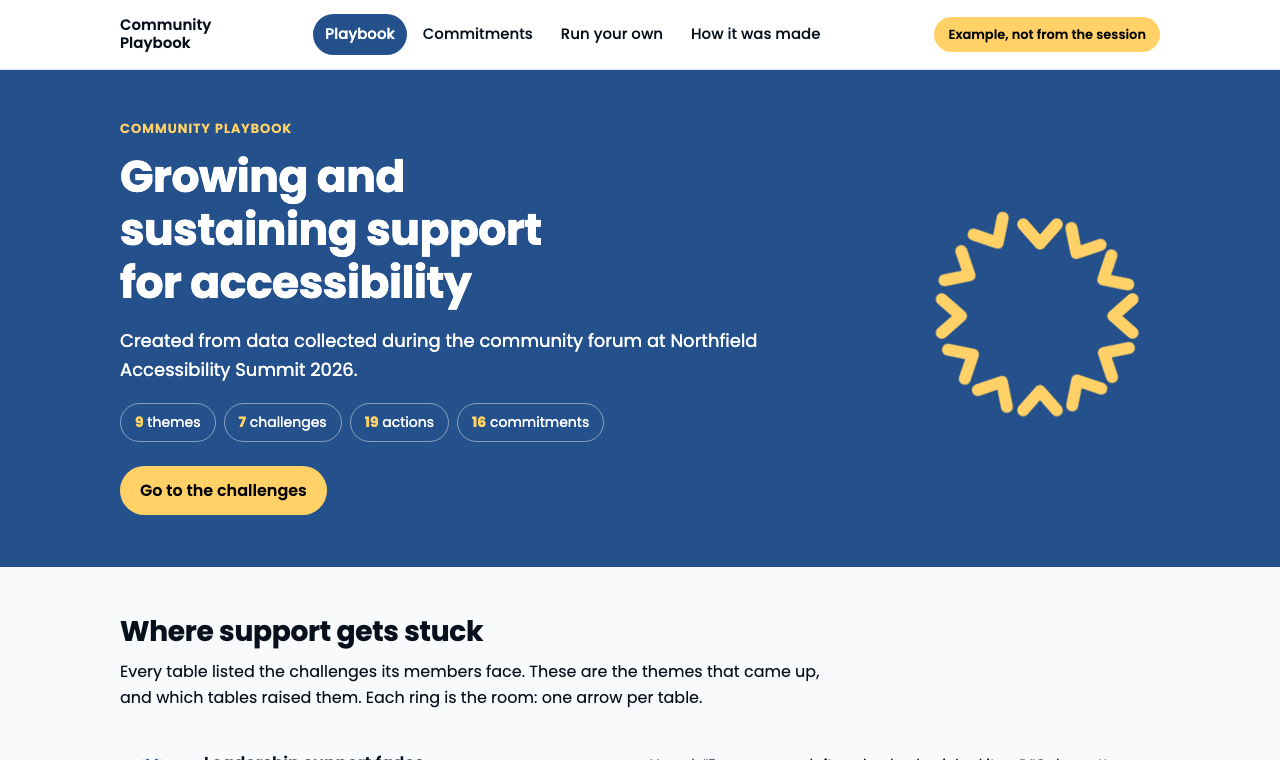 Community
Playbook
Playbook
Commitments
Run your own
How it was made
Example, not from the session
COMMUNITY PLAYBOOK
Growing and
sustaining support
for accessibility
Created from data collected during the community forum at Northfield
Accessibility Summit 2026.
9 themes
7 challenges
19 actions
16 commitments
Go to the challenges
Where support gets stuck
Every table listed the challenges its members face. These are the themes that came up,
and which tables raised them. Each ring is the room: one arrow per table.
Leadership support fades